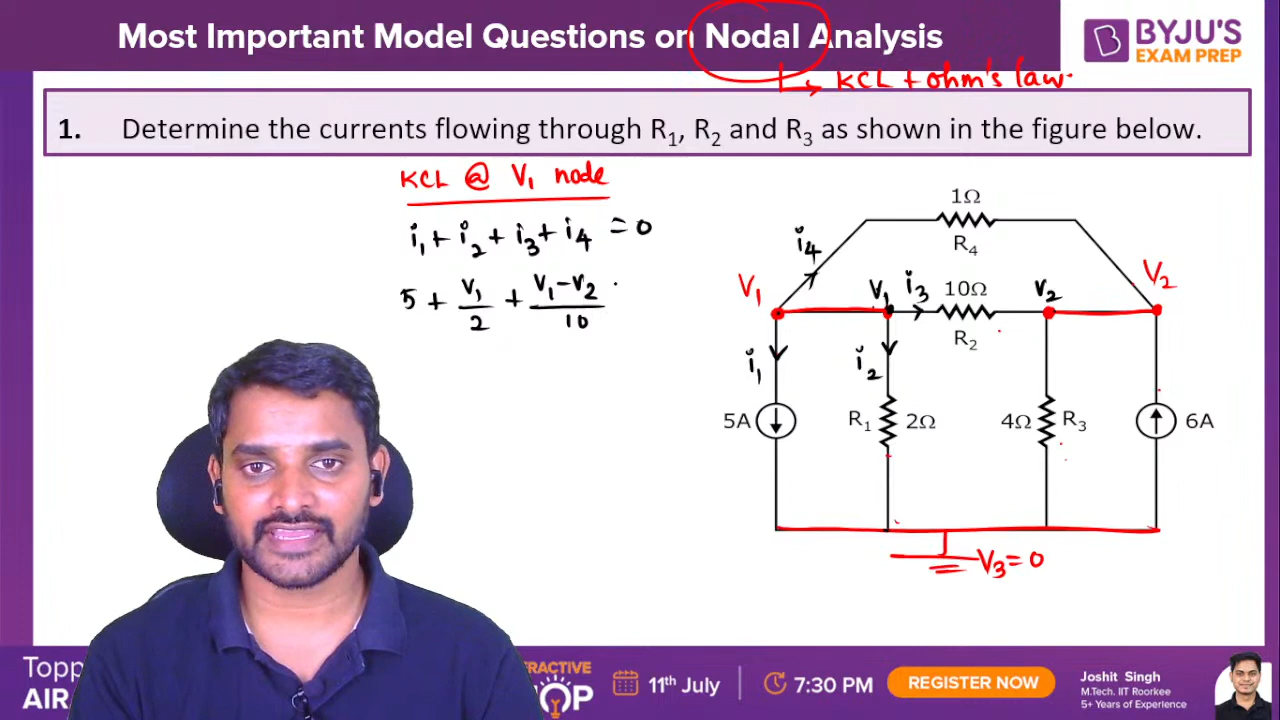 Most Important Model Questions on Nodal Analysis
BYJU'S
EXAM PREP
KCL + ohm's law.
1. Determine the currents flowing through R₁, R₂ and R₃ as shown in the figure below.
KCL @ V₁ node
i₁ + i₂ + i₃ + i₄ = 0
5 + V₁/2 + (V₁-V₂)/10
1Ω
R₄
i₄
V₁
V₁
i₃
10Ω
R₂
V₂
V₂
i₁
i₂
5A
R₁
2Ω
4Ω
R₃
6A
V₃ = 0
11th July
7:30 PM
REGISTER NOW
Joshit Singh
M.Tech. IIT Roorkee
5+ Years of Experience
AIR